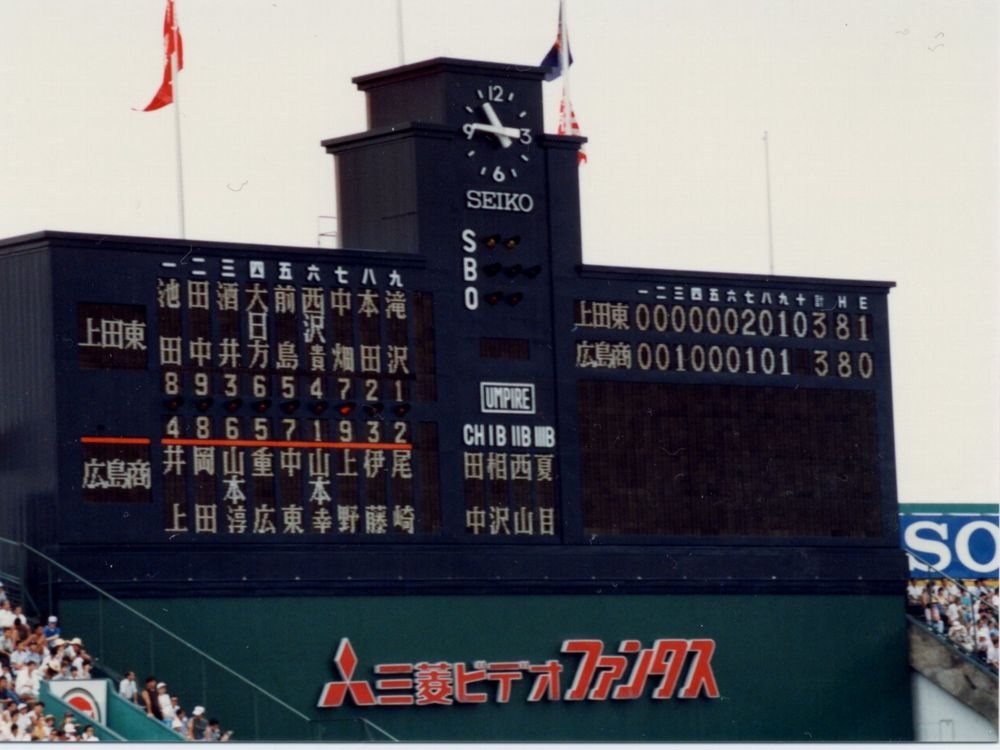 12
9 3
6
SEIKO
S
B
O
一 二 三 四 五 六 七 八 九
上田東
池田 田中 酒井 大日方 前島 西沢貴 中畑 本田 滝沢
8 9 3 6 5 4 7 2 1
4 8 6 5 7 1 9 3 2
広島商
井上 岡田 山本淳 重広 中東 山本幸 上野 伊藤 尾崎
UMPIRE
CH IB IIB IIIB
田中 相沢 西山 夏目
一 二 三 四 五 六 七 八 九 十 計 H E
上田東 0 0 0 0 0 0 2 0 1 0 3 8 1
広島商 0 0 1 0 0 0 1 0 1 3 8 0
SO
三菱ビデオファンタス